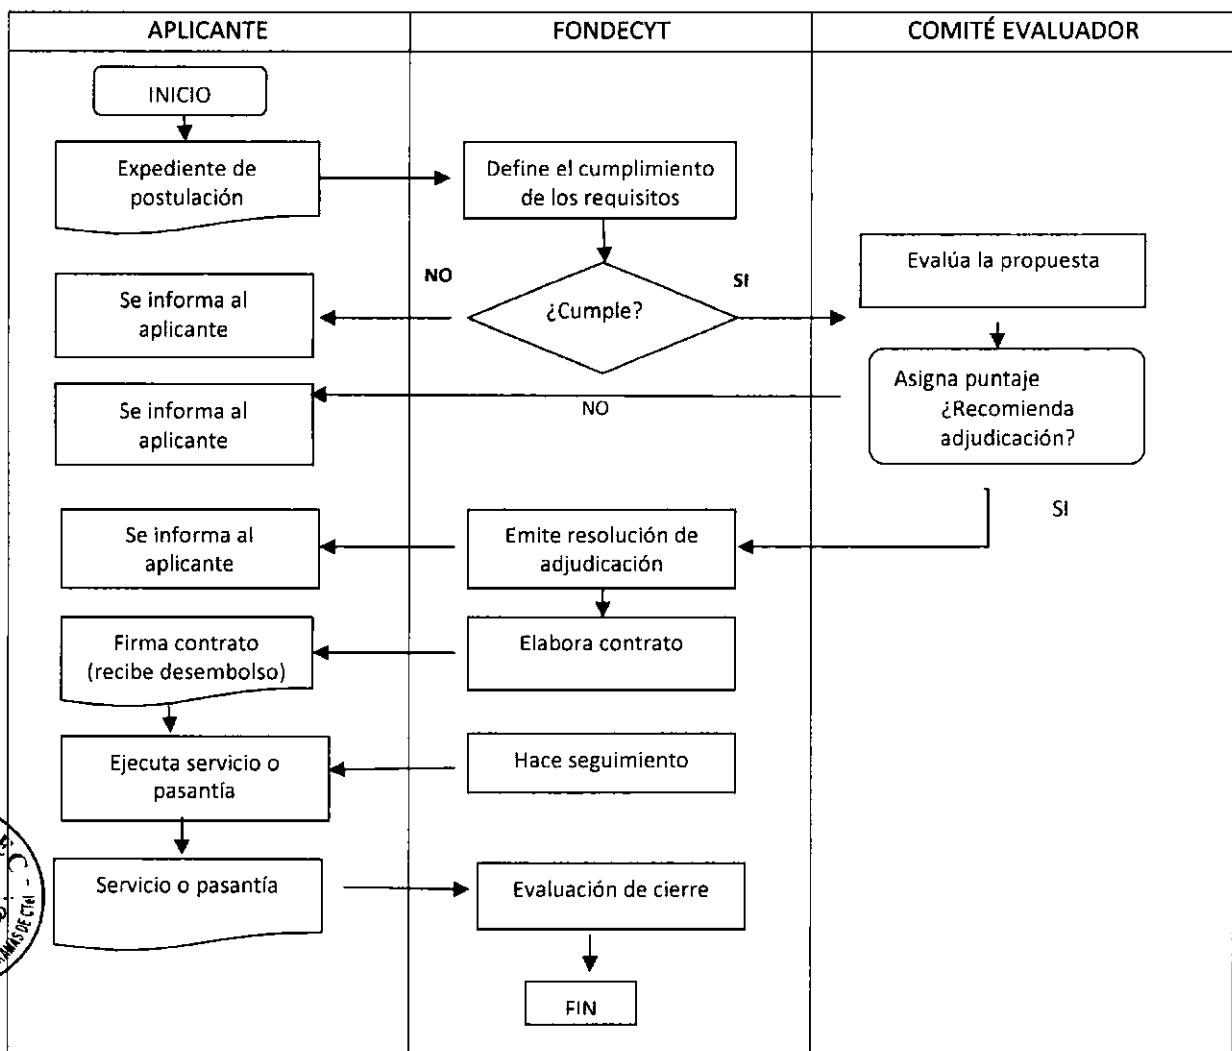 APLICANTE
FONDECYT
COMITÉ EVALUADOR
INICIO
Expediente de
postulación
Define el cumplimiento
de los requisitos
Evalúa la propuesta
NO
¿Cumple?
SI
Se informa al
aplicante
Asigna puntaje
¿Recomienda
adjudicación?
NO
Se informa al
aplicante
SI
Emite resolución de
adjudicación
Se informa al
aplicante
Elabora contrato
Firma contrato
(recibe desembolso)
Hace seguimiento
Ejecuta servicio o
pasantía
Servicio o pasantía
Evaluación de cierre
FIN
DE CTeI -